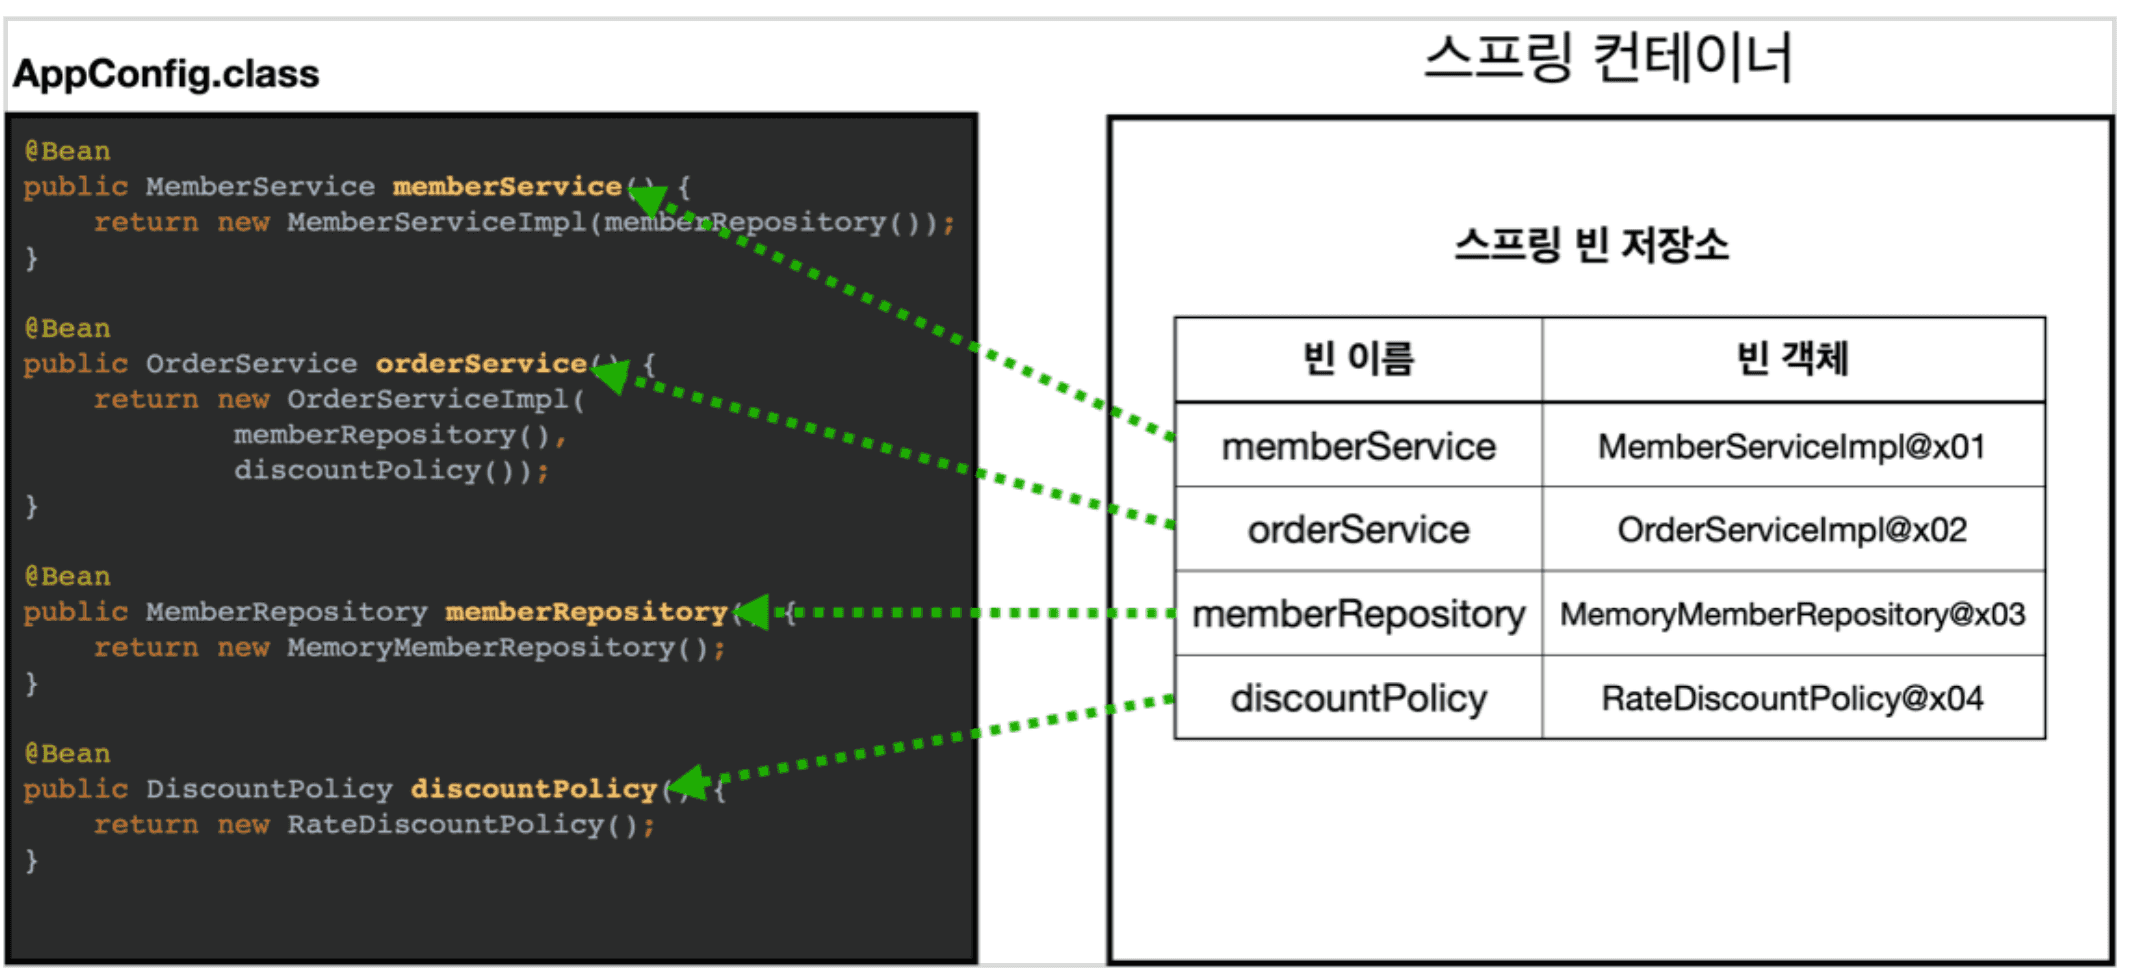 AppConfig.class
@Bean
public MemberService memberService() {
    return new MemberServiceImpl(memberRepository());
}
@Bean
public OrderService orderService() {
    return new OrderServiceImpl(
            memberRepository(),
            discountPolicy());
}
@Bean
public MemberRepository memberRepository() {
    return new MemoryMemberRepository();
}
@Bean
public DiscountPolicy discountPolicy() {
    return new RateDiscountPolicy();
}
스프링 컨테이너
스프링 빈 저장소
빈 이름 빈 객체
memberService MemberServiceImpl@x01
orderService OrderServiceImpl@x02
memberRepository MemoryMemberRepository@x03
discountPolicy RateDiscountPolicy@x04